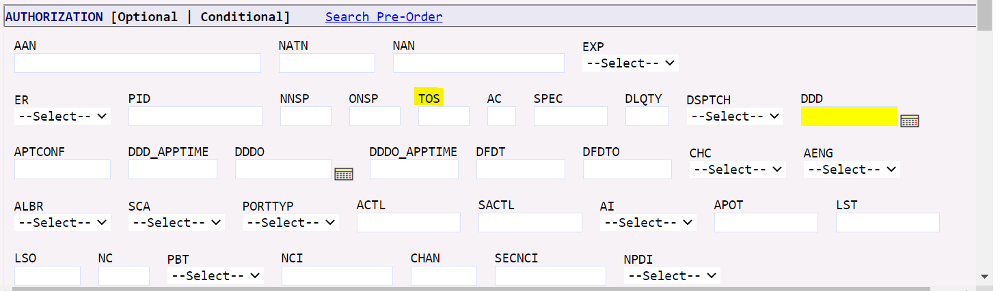 AUTHORIZATION [Optional | Conditional] Search Pre-Order
AAN NATN NAN EXP
--Select--
ER PID NNSP ONSP TOS AC SPEC DLQTY DSPTCH DDD
--Select-- --Select--
APTCONF DDD_APPTIME DDDO DDDO_APPTIME DFDT DFDTO CHC AENG
--Select-- --Select--
ALBR SCA PORTTYP ACTL SACTL AI APOT LST
--Select-- --Select-- --Select-- --Select--
LSO NC PBT NCI CHAN SECNCI NPDI
--Select-- --Select--